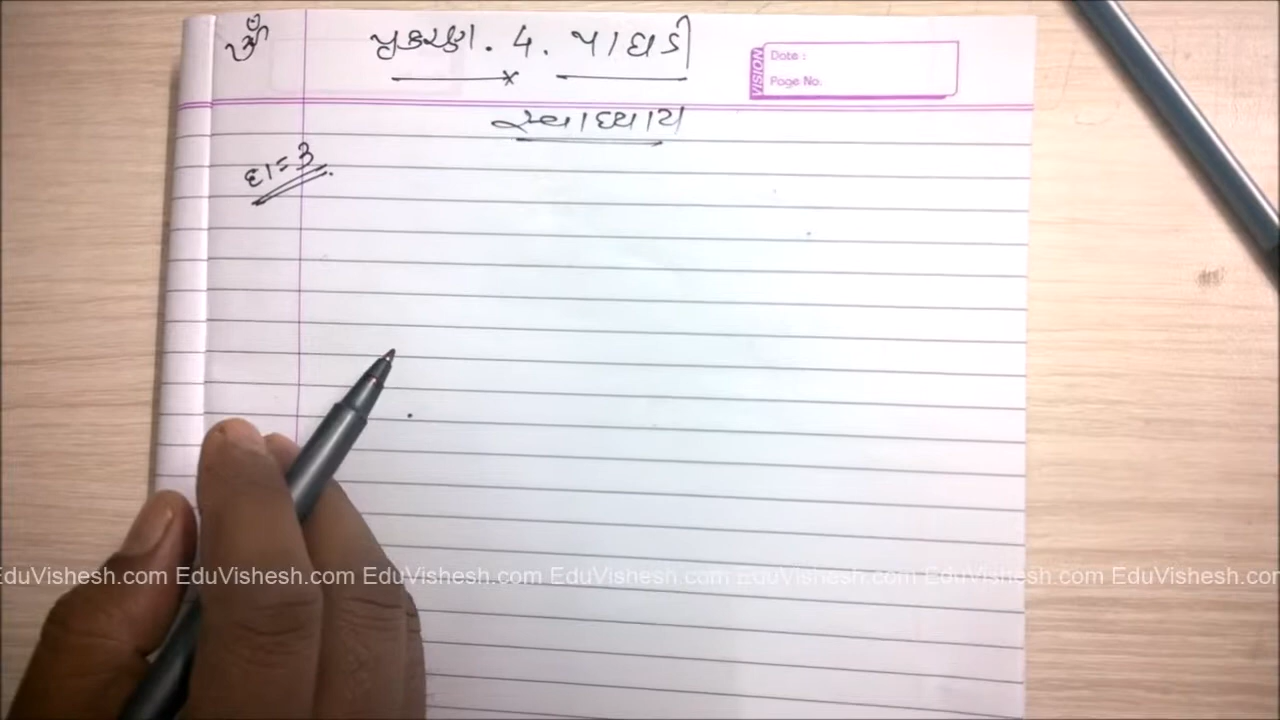 ૐ
પ્રકરણ. 4. પાઘડી
Date :
Page No.
VISION
સ્વાધ્યાય
ધો=3
EduVishesh.com EduVishesh.com EduVishesh.com EduVishesh.com EduVishesh.com EduVishesh.com EduVishesh.com